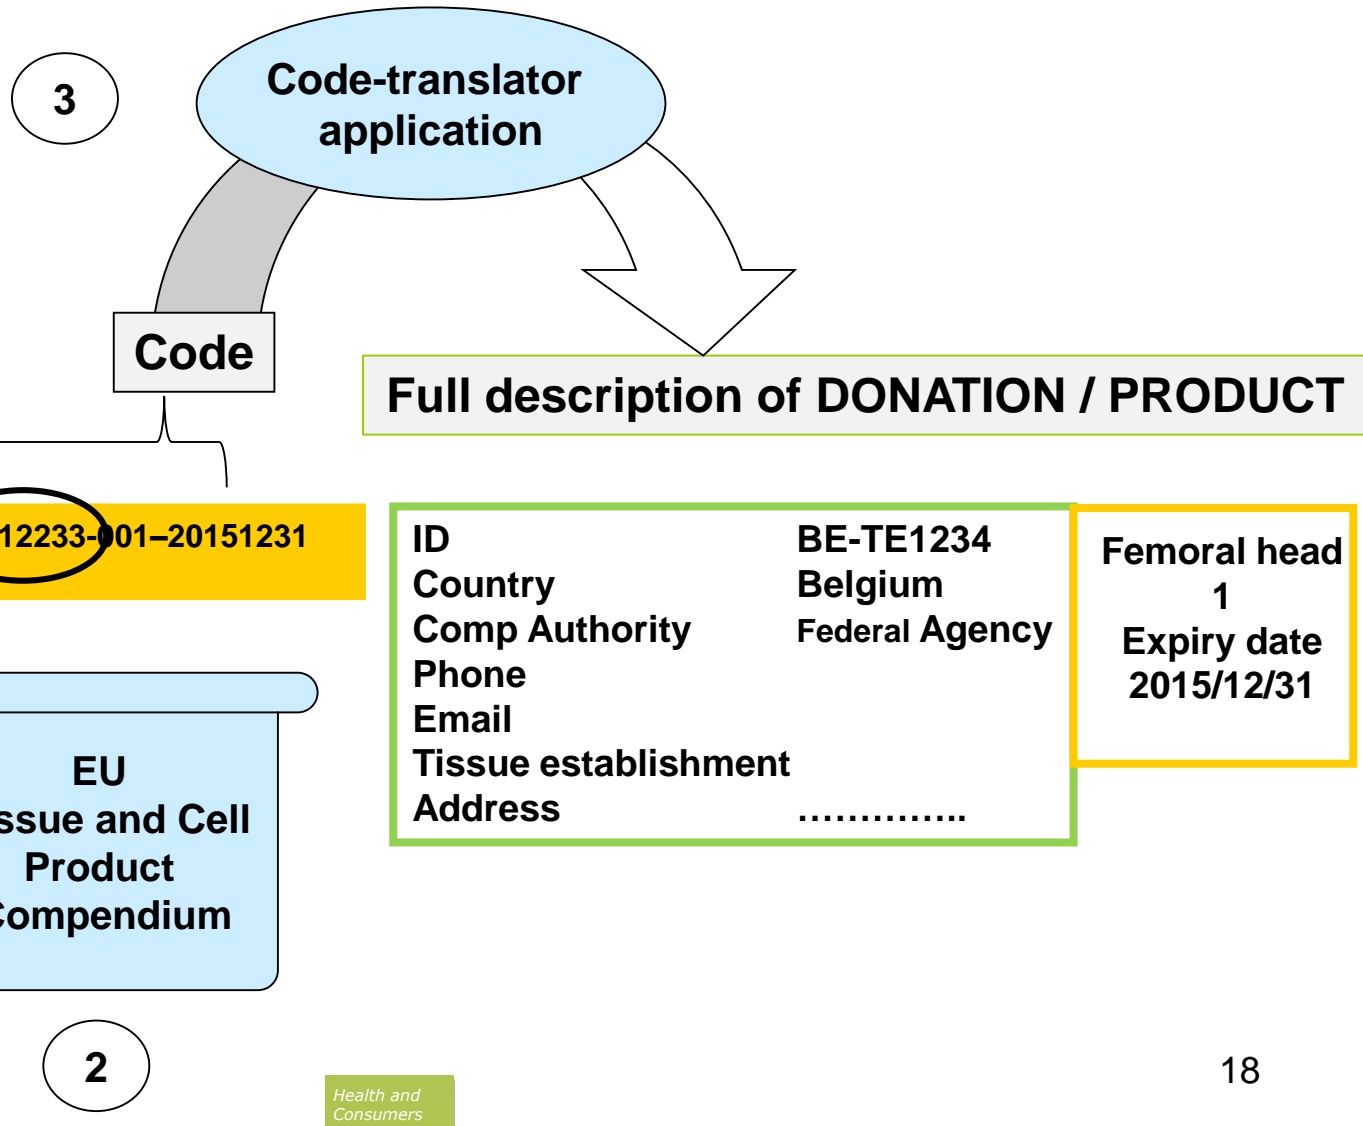 3
Code-translator
application
Code
Full description of DONATION / PRODUCT
12233-001–20151231
ID BE-TE1234
Country Belgium
Comp Authority Federal Agency
Phone
Email
Tissue establishment
Address …………..
Femoral head
1
Expiry date
2015/12/31
EU
ssue and Cell
Product
Compendium
2
Health and
Consumers
18